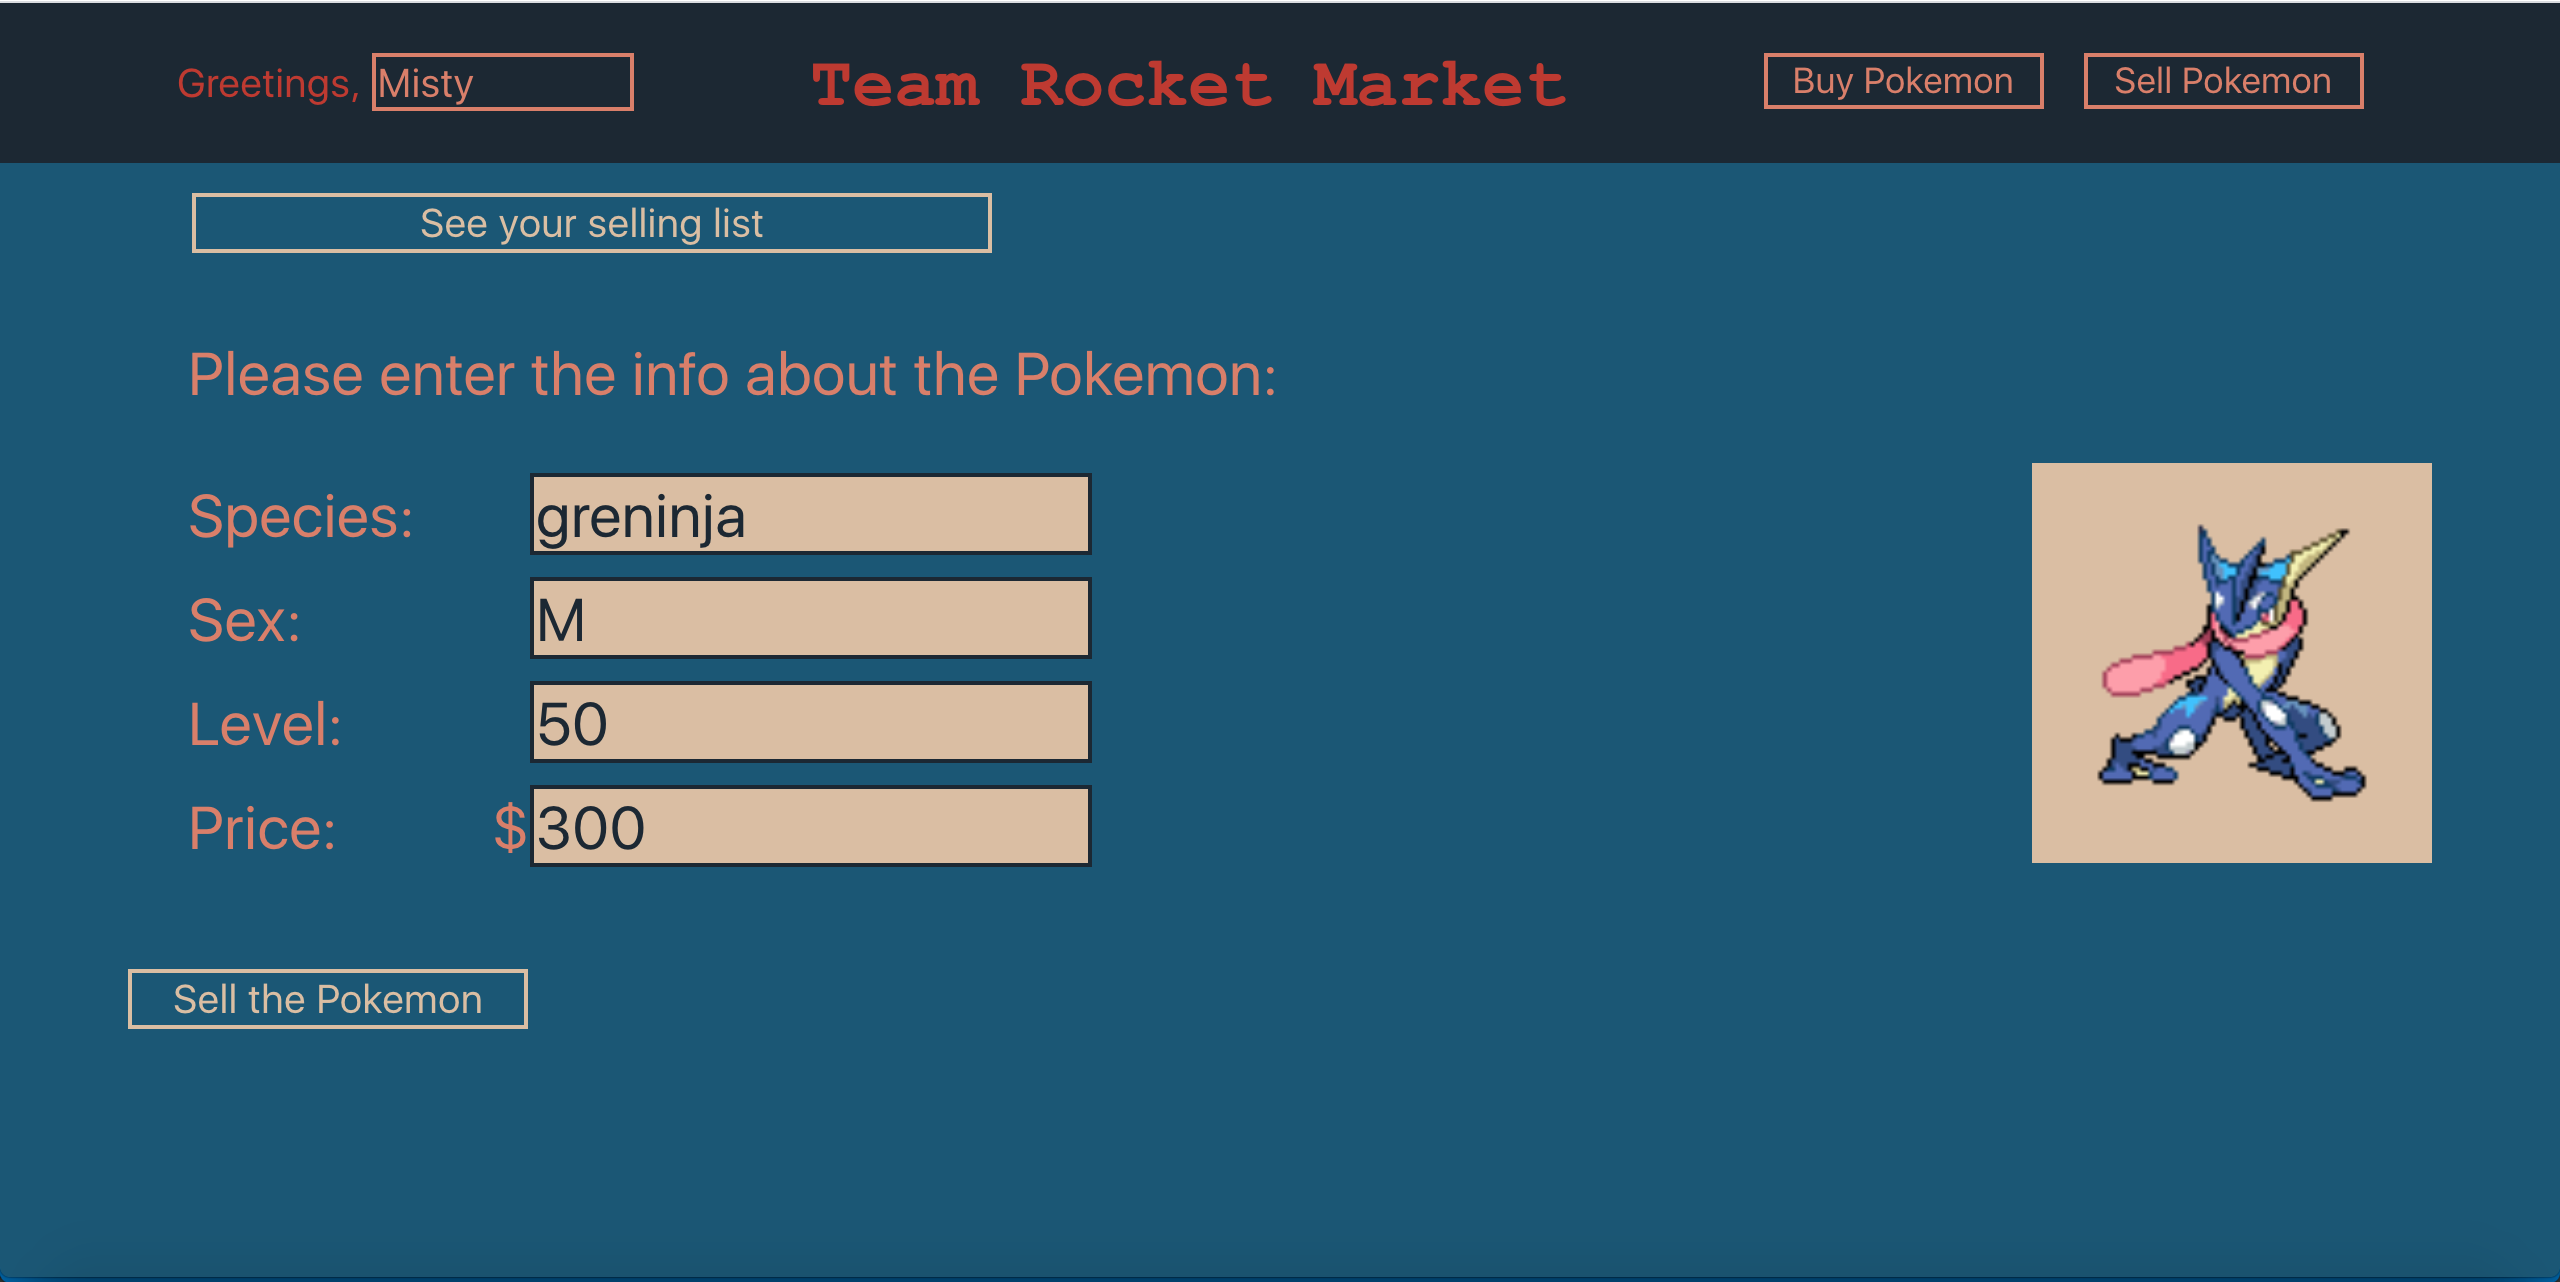 Greetings, Misty
Team Rocket Market
Buy Pokemon
Sell Pokemon
See your selling list
Please enter the info about the Pokemon:
Species: greninja
Sex: M
Level: 50
Price: $300
Sell the Pokemon